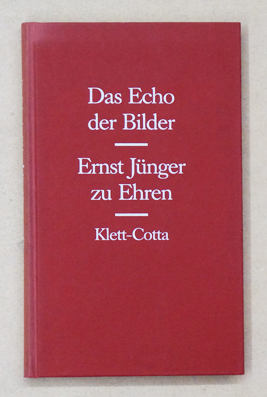 Das Echo
der Bilder
Ernst Jünger
zu Ehren
Klett-Cotta